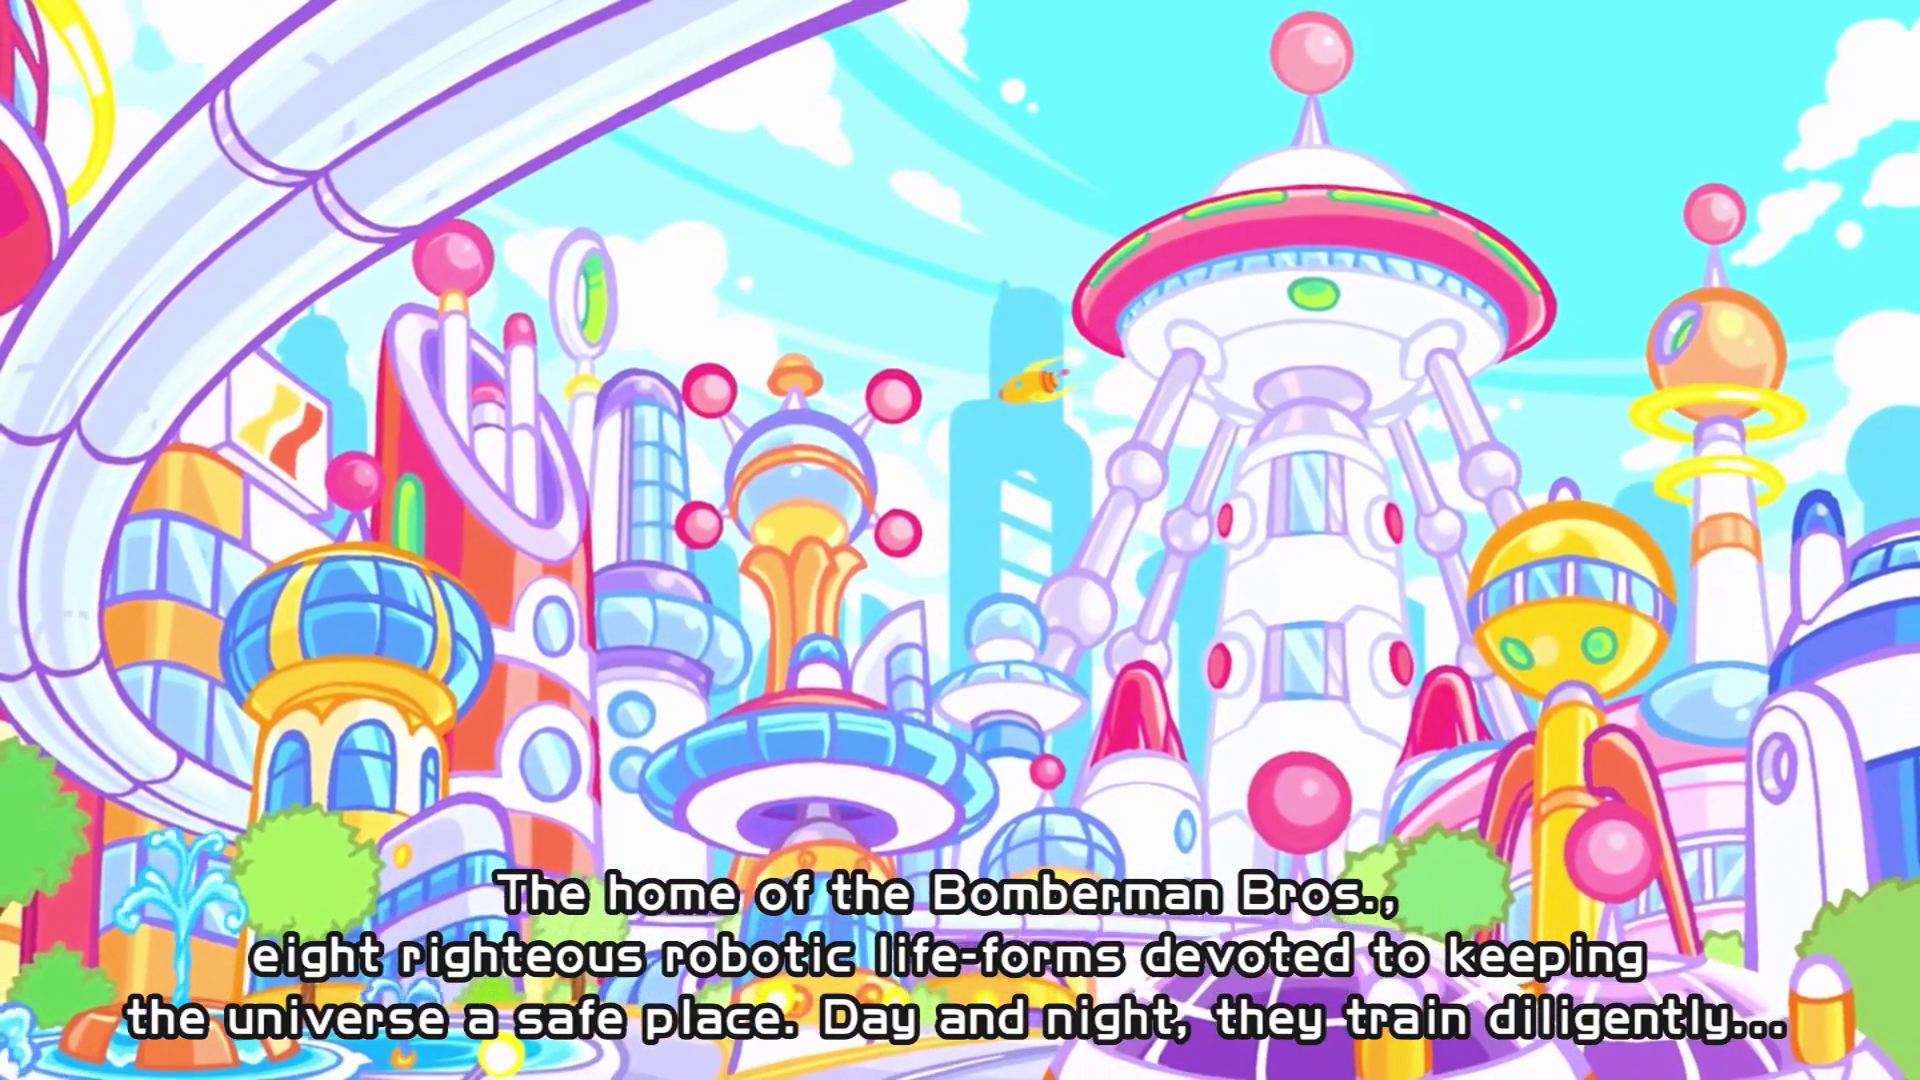 The home of the Bomberman Bros.,
eight righteous robotic life-forms devoted to keeping
the universe a safe place. Day and night, they train diligently...